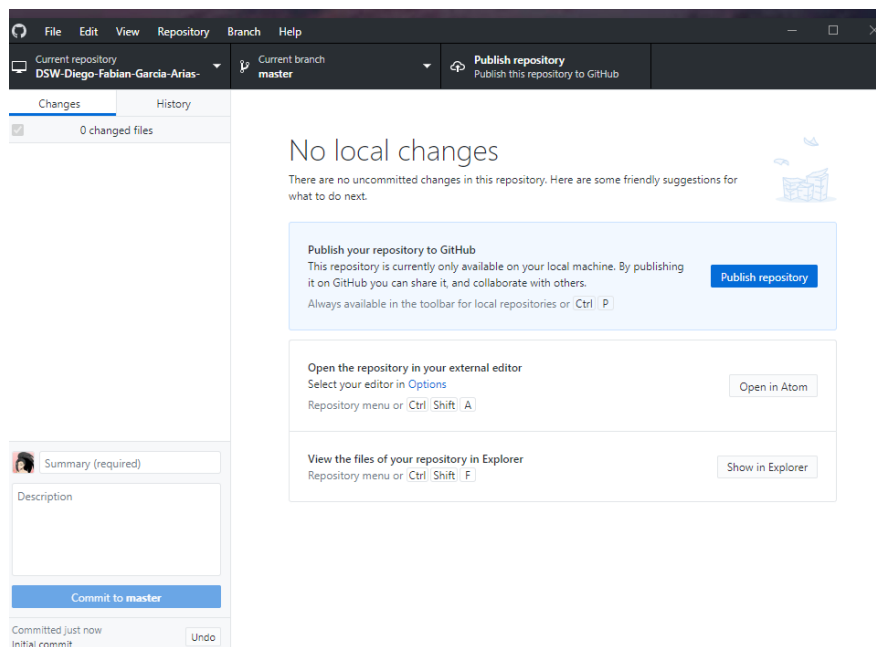 File Edit View Repository Branch Help
Current repository
DSW-Diego-Fabian-Garcia-Arias-
Current branch
master
Publish repository
Publish this repository to GitHub
Changes History
0 changed files
No local changes
There are no uncommitted changes in this repository. Here are some friendly suggestions for
what to do next.
Publish your repository to GitHub
This repository is currently only available on your local machine. By publishing
it on GitHub you can share it, and collaborate with others.
Always available in the toolbar for local repositories or Ctrl P
Publish repository
Open the repository in your external editor
Select your editor in Options
Repository menu or Ctrl Shift A
Open in Atom
View the files of your repository in Explorer
Repository menu or Ctrl Shift F
Show in Explorer
Summary (required)
Description
Commit to master
Committed just now
Initial commit
Undo